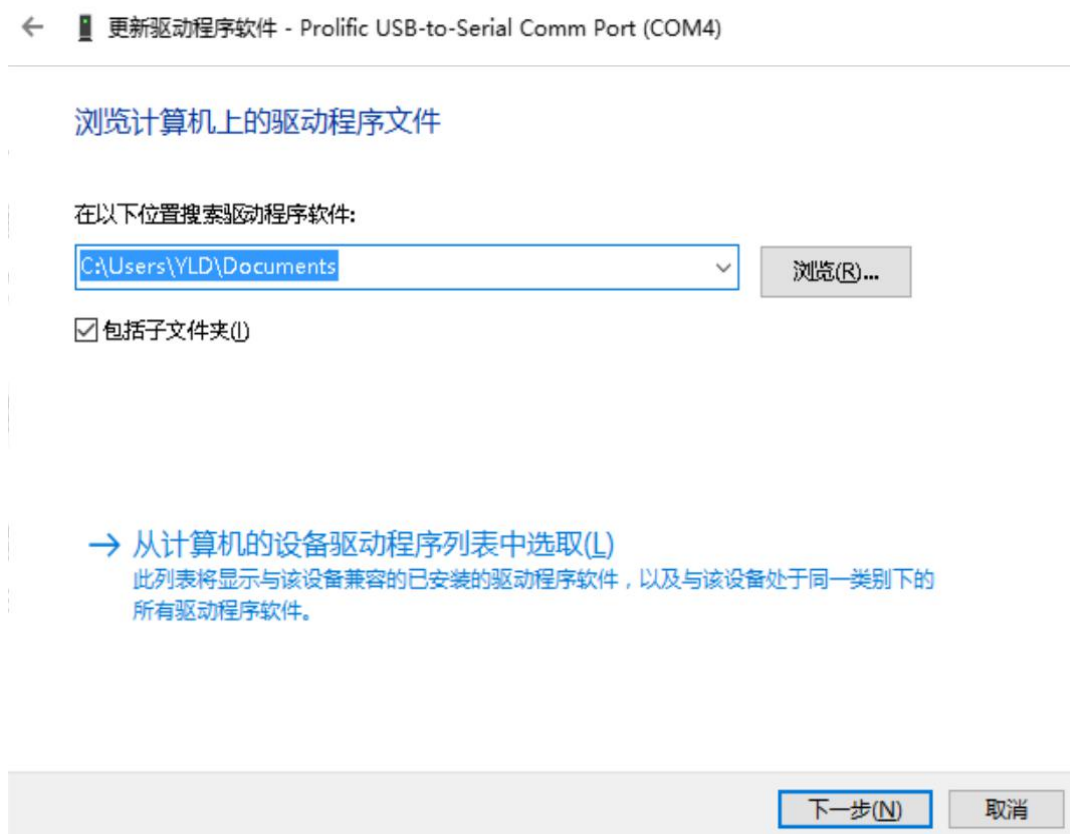 更新驱动程序软件 - Prolific USB-to-Serial Comm Port (COM4)
浏览计算机上的驱动程序文件
在以下位置搜索驱动程序软件:
C:\Users\YLD\Documents
浏览(R)...
包括子文件夹(I)
从计算机的设备驱动程序列表中选取(L)
此列表将显示与该设备兼容的已安装的驱动程序软件，以及与该设备处于同一类别下的
所有驱动程序软件。
下一步(N)
取消